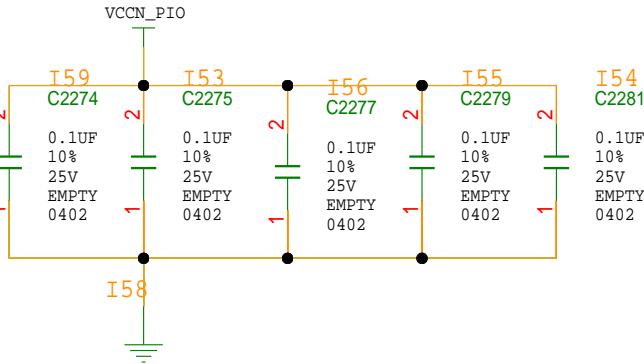 VCCN_PIO
I59
C2274
2
0.1UF
10%
25V
EMPTY
0402
1
I53
C2275
2
0.1UF
10%
25V
EMPTY
0402
1
I56
C2277
2
0.1UF
10%
25V
EMPTY
0402
1
I55
C2279
2
0.1UF
10%
25V
EMPTY
0402
1
I54
C2281
2
0.1UF
10%
25V
EMPTY
0402
1
I58